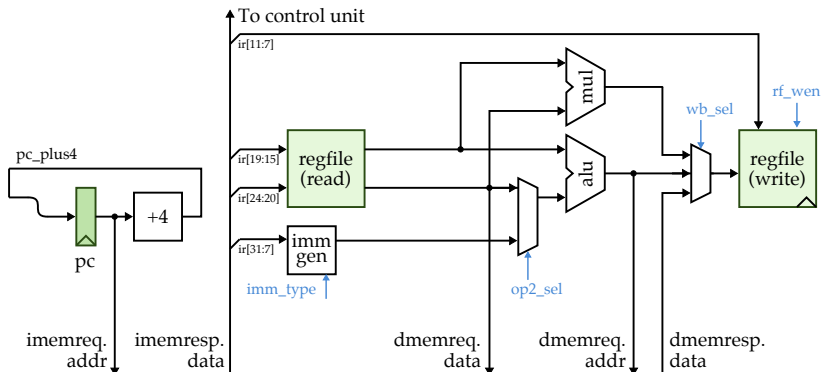 To control unit
ir[11:7]
mul
rf_wen
wb_sel
pc_plus4
ir[19:15]
regfile
(read)
alu
regfile
(write)
ir[24:20]
+4
pc
ir[31:7]
imm
gen
imm_type
op2_sel
imemreq.
addr
imemresp.
data
dmemreq.
data
dmemreq.
addr
dmemresp.
data